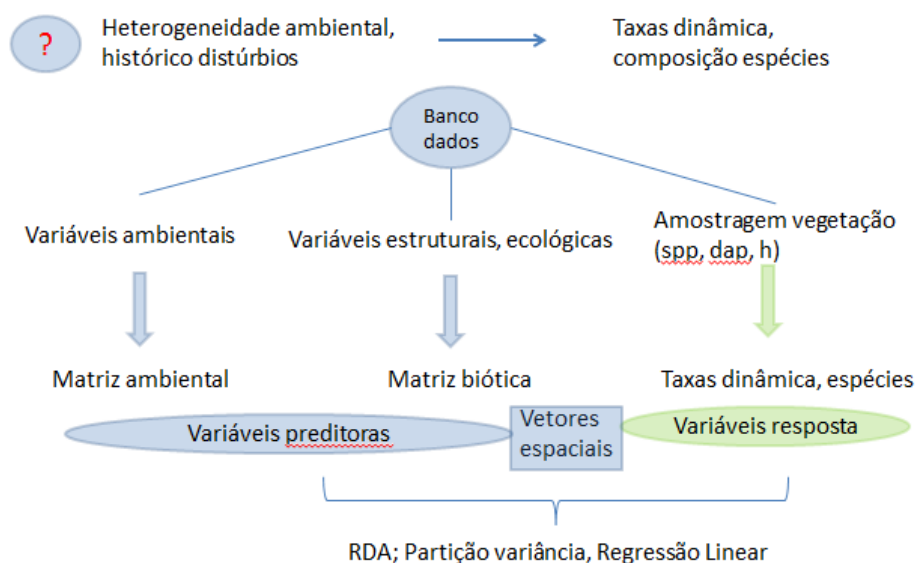 ?
Heterogeneidade ambiental,
histórico distúrbios
Taxas dinâmica,
composição espécies
Banco
dados
Variáveis ambientais
Variáveis estruturais, ecológicas
Amostragem vegetação
(spp, dap, h)
Matriz ambiental
Matriz biótica
Taxas dinâmica, espécies
Variáveis preditoras
Vetores
espaciais
Variáveis resposta
RDA; Partição variância, Regressão Linear